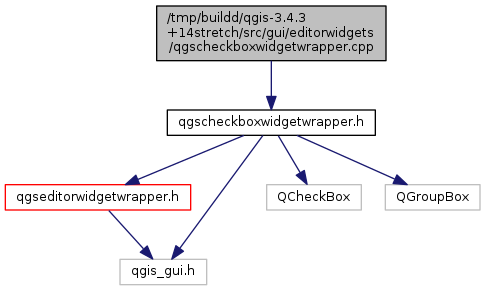 /tmp/buildd/qgis-3.4.3
+14stretch/src/gui/editorwidgets
/qgscheckboxwidgetwrapper.cpp
qgscheckboxwidgetwrapper.h
qgseditorwidgetwrapper.h
QCheckBox
QGroupBox
qgis_gui.h